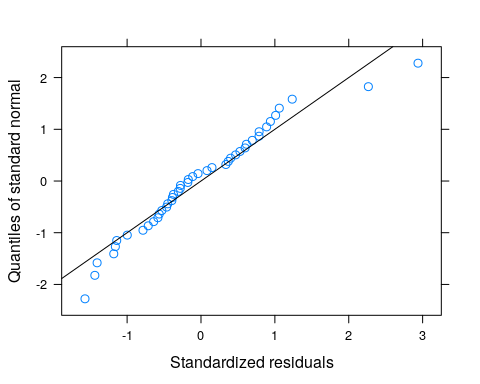 Quantiles of standard normal
2
1
0
-1
-2
-1 0 1 2 3
Standardized residuals